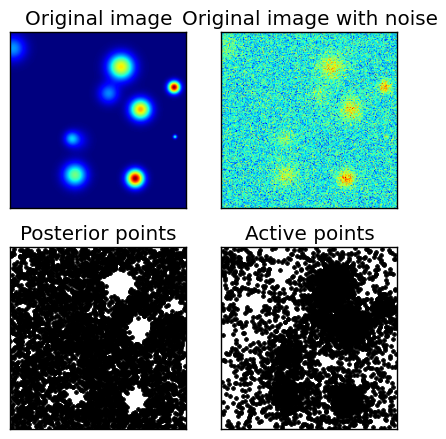 Original image
Original image with noise
Posterior points
Active points